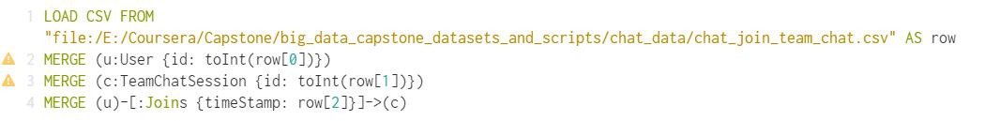 1 LOAD CSV FROM
"file:/E:/Coursera/Capstone/big_data_capstone_datasets_and_scripts/chat_data/chat_join_team_chat.csv" AS row
2 MERGE (u:User {id: toInt(row[0])})
3 MERGE (c:TeamChatSession {id: toInt(row[1])})
4 MERGE (u)-[:Joins {timeStamp: row[2]}]->(c)